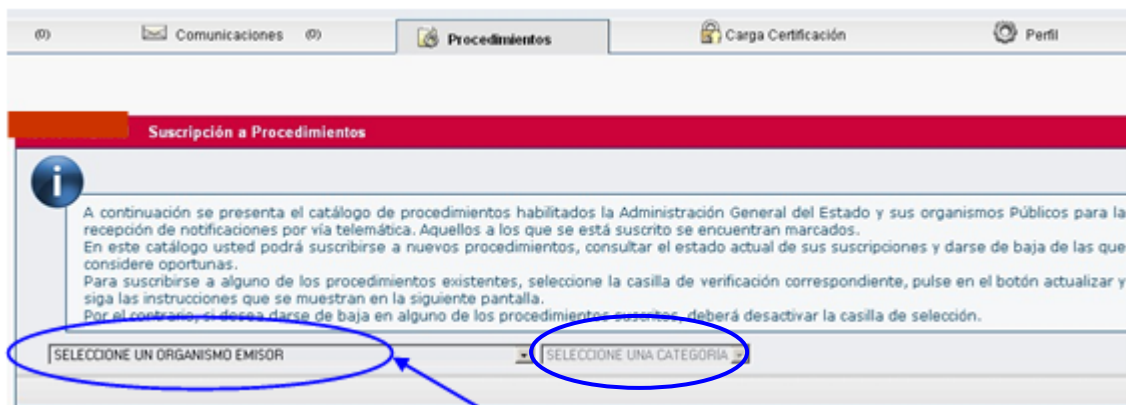 (0) Comunicaciones (0) Procedimientos Carga Certificación Perfil
Suscripción a Procedimientos
A continuación se presenta el catálogo de procedimientos habilitados la Administración General del Estado y sus organismos Públicos para la
recepción de notificaciones por vía telemática. Aquellos a los que se está suscrito se encuentran marcados.
En este catálogo usted podrá suscribirse a nuevos procedimientos, consultar el estado actual de sus suscripciones y darse de baja de las que
considere oportunas.
Para suscribirse a alguno de los procedimientos existentes, seleccione la casilla de verificación correspondiente, pulse en el botón actualizar y
siga las instrucciones que se muestran en la siguiente pantalla.
Por el contrario, si desea darse de baja en alguno de los procedimientos suscritos, deberá desactivar la casilla de selección.
SELECCIONE UN ORGANISMO EMISOR SELECCIONE UNA CATEGORIA